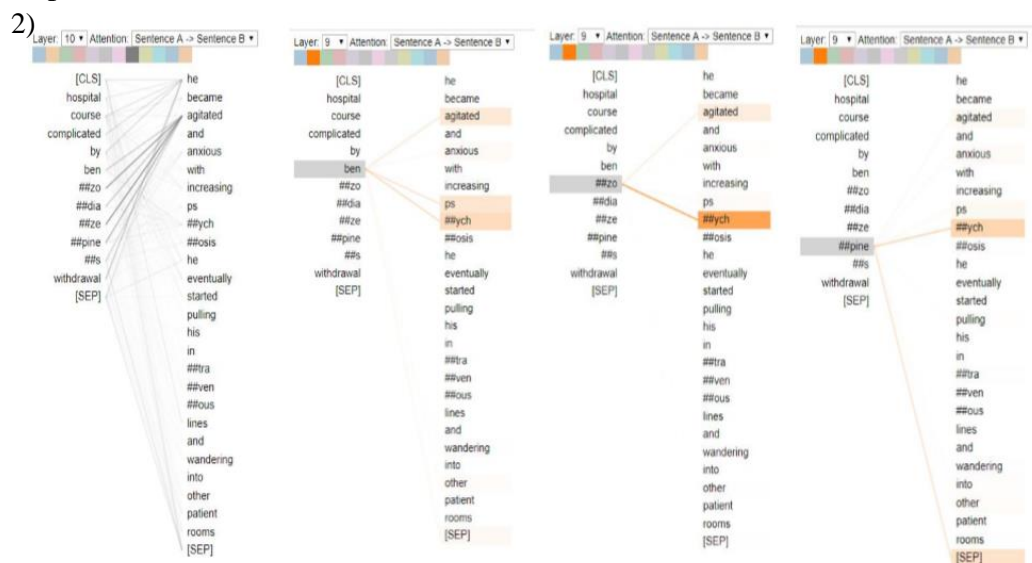 2)
Layer: 10 ▾ Attention: Sentence A -> Sentence B ▾
[CLS] he
hospital became
course agitated
complicated and
by anxious
ben with
##zo increasing
##dia ps
##ze ##ych
##pine ##osis
##s he
withdrawal eventually
[SEP] started
pulling
his
in
##tra
##ven
##ous
lines
and
wandering
into
other
patient
rooms
[SEP]
Layer: 9 ▾ Attention: Sentence A -> Sentence B ▾
[CLS] he
hospital became
course agitated
complicated and
by anxious
ben with
##zo increasing
##dia ps
##ze ##ych
##pine ##osis
##s he
withdrawal eventually
[SEP] started
pulling
his
in
##tra
##ven
##ous
lines
and
wandering
into
other
patient
rooms
[SEP]
Layer: 9 ▾ Attention: Sentence A -> Sentence B ▾
[CLS] he
hospital became
course agitated
complicated and
by anxious
ben with
##zo increasing
##dia ps
##ze ##ych
##pine ##osis
##s he
withdrawal eventually
[SEP] started
pulling
his
in
##tra
##ven
##ous
lines
and
wandering
into
other
patient
rooms
[SEP]
Layer: 9 ▾ Attention: Sentence A -> Sentence B ▾
[CLS] he
hospital became
course agitated
complicated and
by anxious
ben with
##zo increasing
##dia ps
##ze ##ych
##pine ##osis
##s he
withdrawal eventually
[SEP] started
pulling
his
in
##tra
##ven
##ous
lines
and
wandering
into
other
patient
rooms
[SEP]